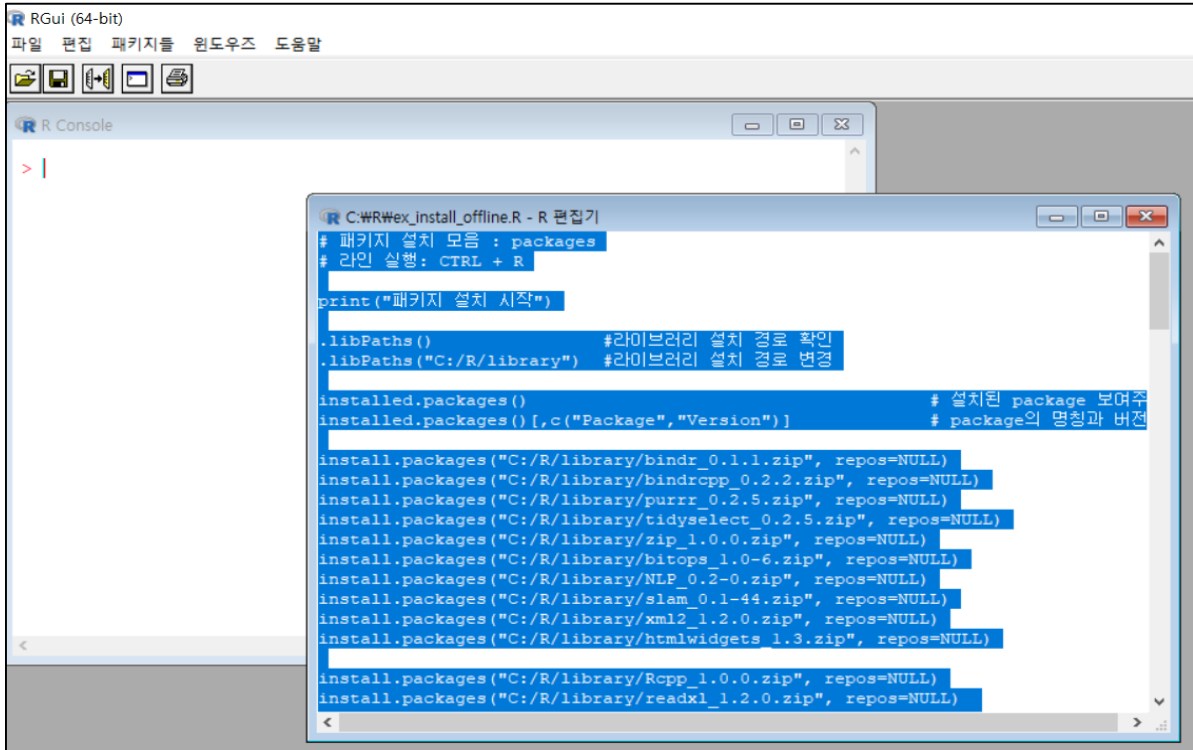 RGui (64-bit)
파일 편집 패키지들 윈도우즈 도움말
R Console
>
C:₩R₩ex_install_offline.R - R 편집기
# 패키지 설치 모음 : packages
# 라인 실행: CTRL + R
print("패키지 설치 시작")
.libPaths() #라이브러리 설치 경로 확인
.libPaths("C:/R/library") #라이브러리 설치 경로 변경
installed.packages() # 설치된 package 보여주
installed.packages()[,c("Package","Version")] # package의 명칭과 버전
install.packages("C:/R/library/bindr_0.1.1.zip", repos=NULL)
install.packages("C:/R/library/bindrcpp_0.2.2.zip", repos=NULL)
install.packages("C:/R/library/purrr_0.2.5.zip", repos=NULL)
install.packages("C:/R/library/tidyselect_0.2.5.zip", repos=NULL)
install.packages("C:/R/library/zip_1.0.0.zip", repos=NULL)
install.packages("C:/R/library/bitops_1.0-6.zip", repos=NULL)
install.packages("C:/R/library/NLP_0.2-0.zip", repos=NULL)
install.packages("C:/R/library/slam_0.1-44.zip", repos=NULL)
install.packages("C:/R/library/xml2_1.2.0.zip", repos=NULL)
install.packages("C:/R/library/htmlwidgets_1.3.zip", repos=NULL)
install.packages("C:/R/library/Rcpp_1.0.0.zip", repos=NULL)
install.packages("C:/R/library/readxl_1.2.0.zip", repos=NULL)